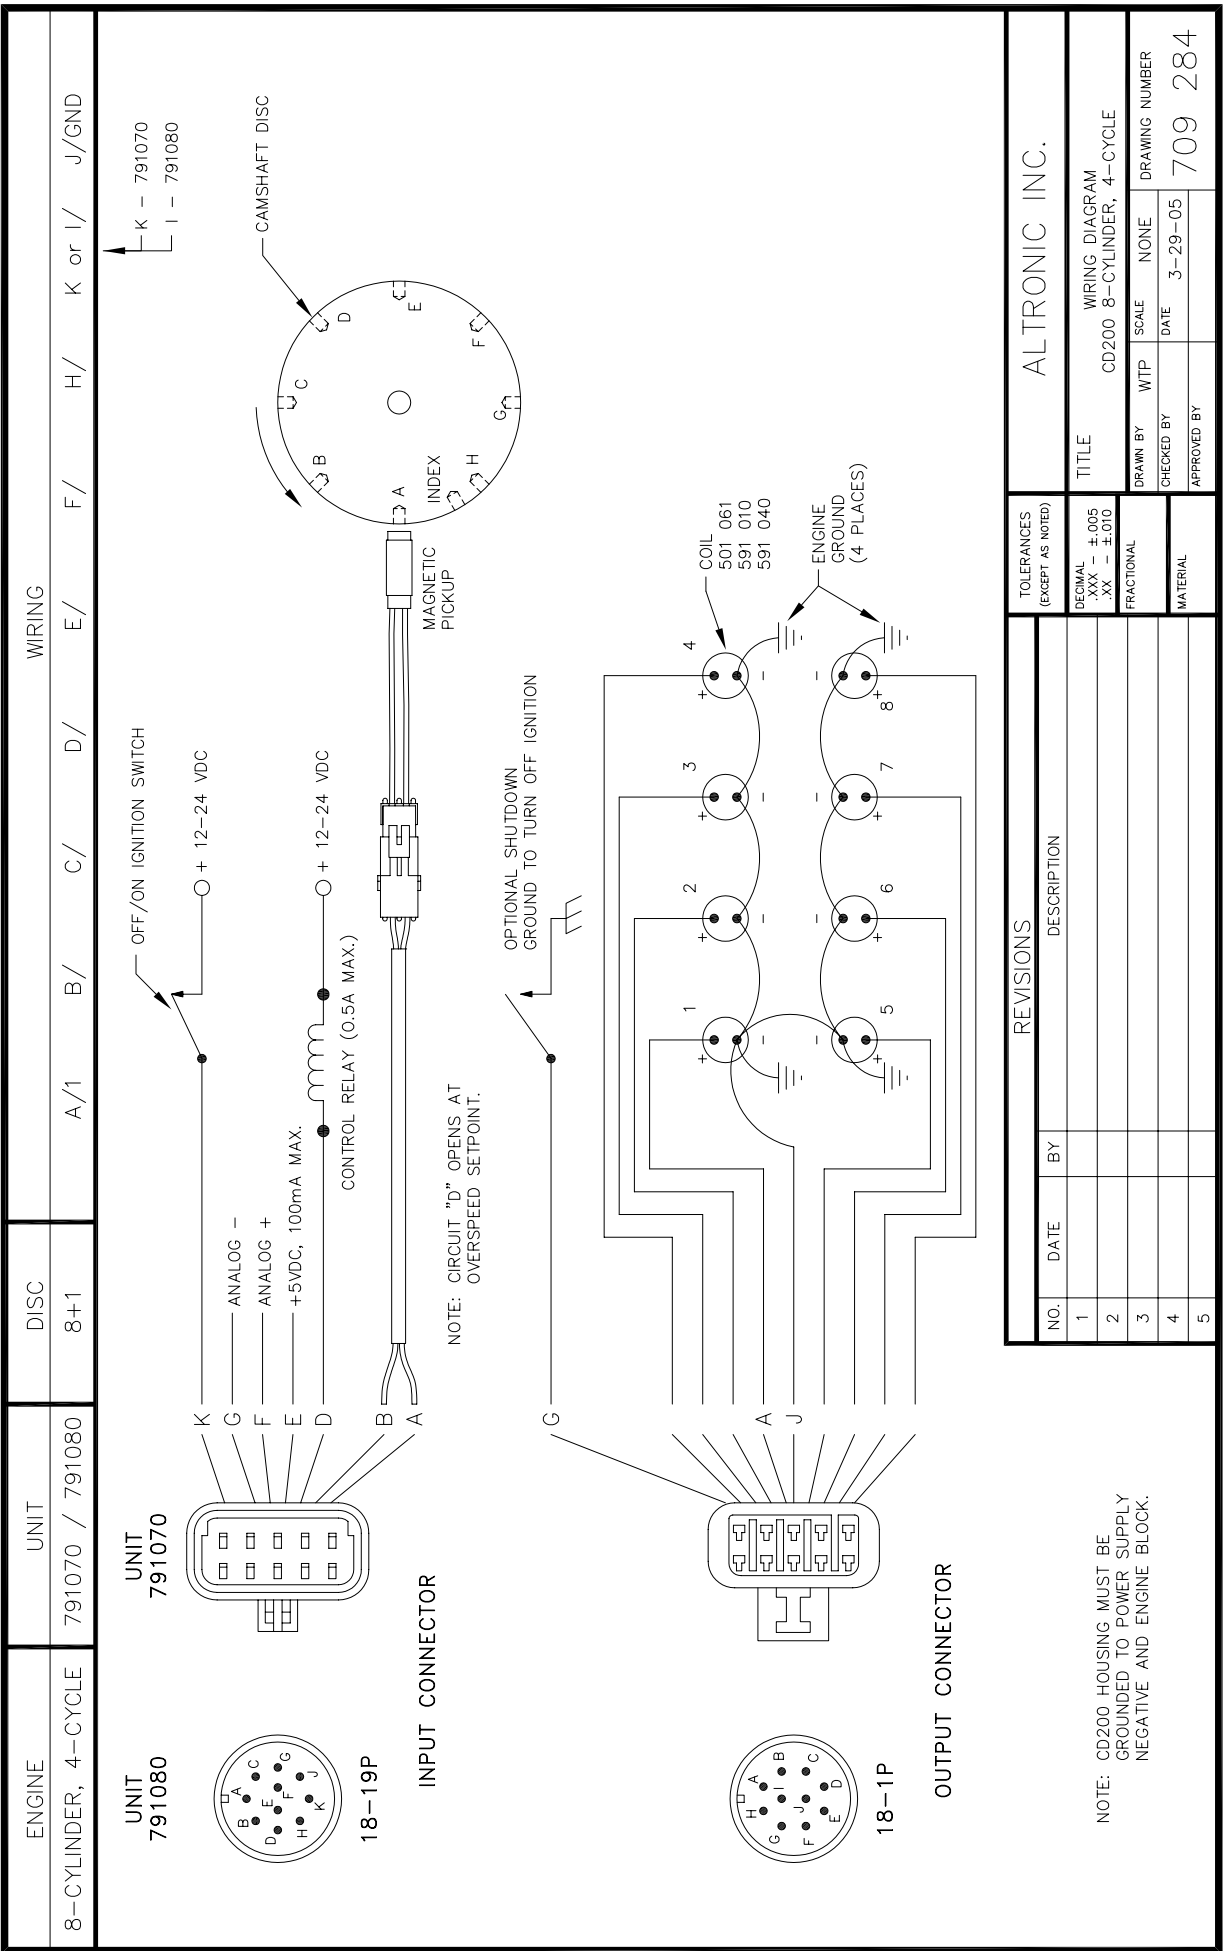 ENGINE
UNIT
DISC
WIRING
8-CYLINDER, 4-CYCLE
791070 / 791080
8+1
A/1
B/
C/
D/
E/
F/
H/
K or I/
J/GND
K - 791070
I - 791080
UNIT
791080
UNIT
791070
A
B
C
D
E
F
G
H
J
K
18-19P
INPUT CONNECTOR
K
G
F
E
D
B
A
ANALOG -
ANALOG +
+5VDC, 100mA MAX.
OFF/ON IGNITION SWITCH
+ 12-24 VDC
+ 12-24 VDC
CONTROL RELAY (0.5A MAX.)
NOTE: CIRCUIT "D" OPENS AT
OVERSPEED SETPOINT.
MAGNETIC
PICKUP
CAMSHAFT DISC
A
B
C
D
E
F
G
H
INDEX
OPTIONAL SHUTDOWN
GROUND TO TURN OFF IGNITION
G
A
J
1
2
3
4
+
+
+
+
-
-
-
-
-
-
-
-
+
+
+
+
5
6
7
8
COIL
501 061
591 010
591 040
ENGINE
GROUND
(4 PLACES)
A
B
C
D
E
F
G
H
I
J
18-1P
OUTPUT CONNECTOR
NOTE: CD200 HOUSING MUST BE
GROUNDED TO POWER SUPPLY
NEGATIVE AND ENGINE BLOCK.
REVISIONS
NO.
DATE
BY
DESCRIPTION
1
2
3
4
5
TOLERANCES
(EXCEPT AS NOTED)
DECIMAL
.XXX - ±.005
.XX - ±.010
FRACTIONAL
MATERIAL
ALTRONIC INC.
TITLE
WIRING DIAGRAM
CD200 8-CYLINDER, 4-CYCLE
DRAWN BY WTP
SCALE NONE
DRAWING NUMBER
CHECKED BY
DATE 3-29-05
709 284
APPROVED BY